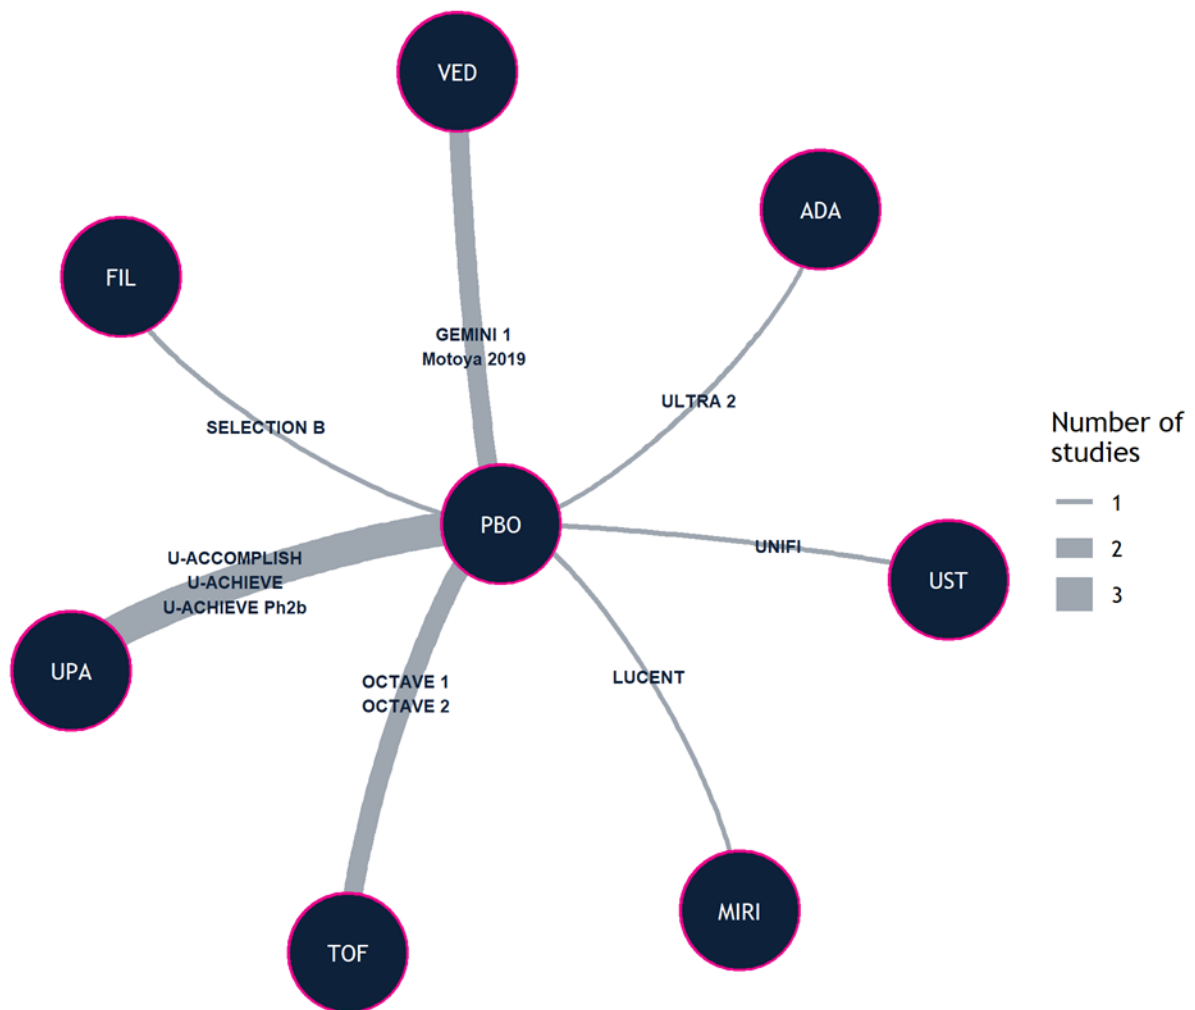 VED
ADA
FIL
GEMINI 1
Motoya 2019
ULTRA 2
SELECTION B
Number of
studies
1
2
3
PBO
UNIFI
UST
U-ACCOMPLISH
U-ACHIEVE
U-ACHIEVE Ph2b
UPA
OCTAVE 1
OCTAVE 2
LUCENT
MIRI
TOF